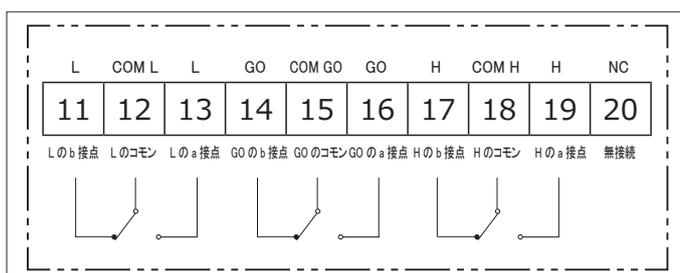 L COM L L GO COM GO GO H COM H H NC
11 12 13 14 15 16 17 18 19 20
Lのb接点 Lのコモン Lのa接点 GOのb接点 GOのコモン GOのa接点 Hのb接点 Hのコモン Hのa接点 無接続